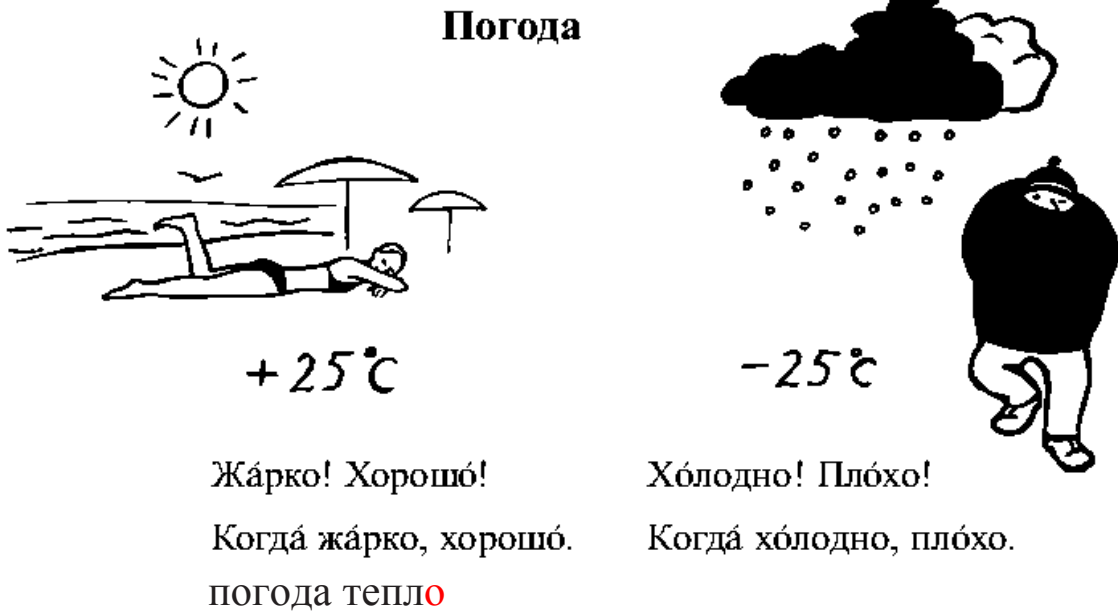 Погода
+25°C
-25°C
Жа́рко! Хорошо́!
Хо́лодно! Пло́хо!
Когда́ жа́рко, хорошо́.
Когда́ хо́лодно, пло́хо.
погода тепло